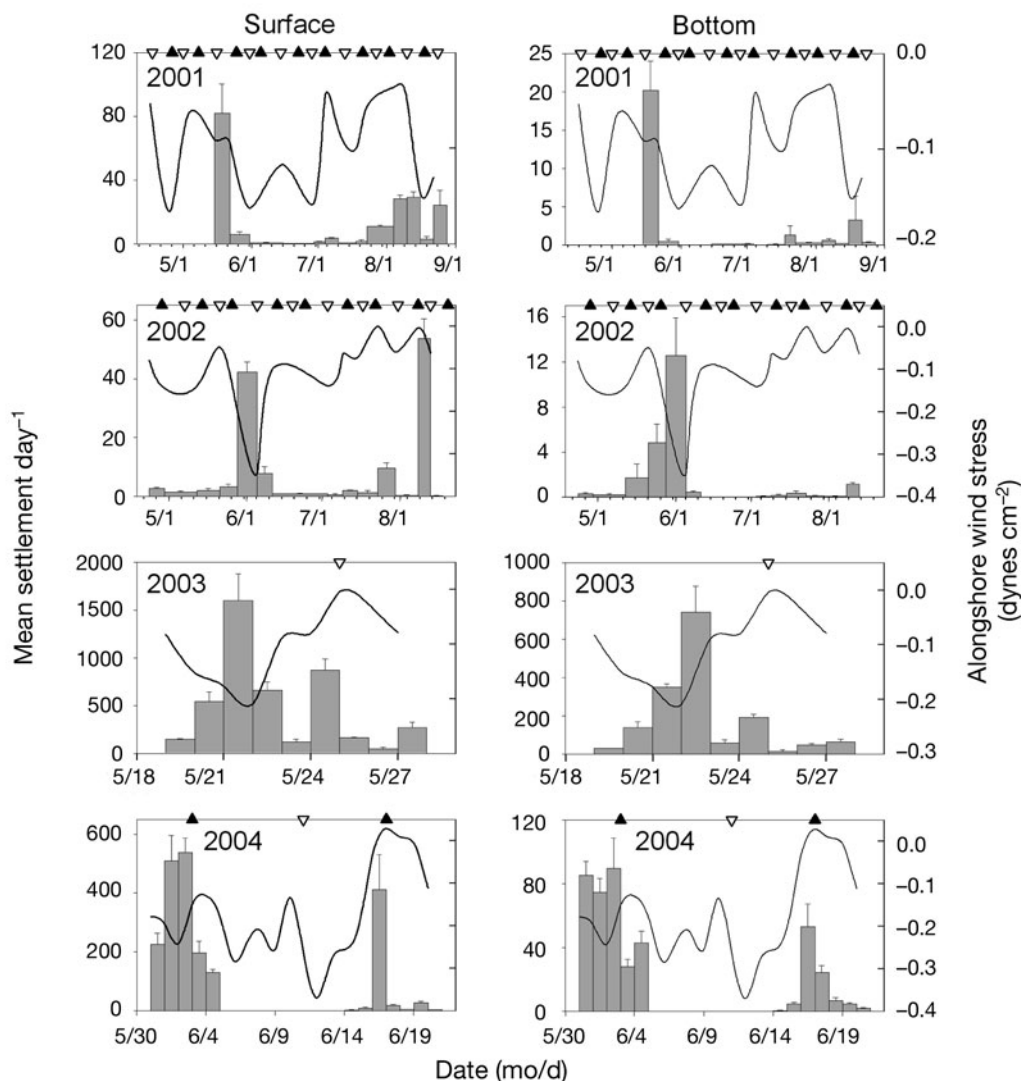 Surface Bottom
120 25 0.0
2001 2001
100 20
80 15 −0.1
60
40 10
20 5
0 0 −0.2
5/1 6/1 7/1 8/1 9/1 5/1 6/1 7/1 8/1 9/1
60 16 0.0
2002 2002
40 12 −0.1
8 −0.2
20 4 −0.3
0 0 −0.4
5/1 6/1 7/1 8/1 5/1 6/1 7/1 8/1
Mean settlement day⁻¹
Alongshore wind stress
(dynes cm⁻²)
2000 1000
2003 2003
1500 800 0.0
1000 600 −0.1
400 −0.2
500 200
0 0 −0.3
5/18 5/21 5/24 5/27 5/18 5/21 5/24 5/27
600 120
2004 2004
0.0
400 80 −0.1
−0.2
200 40 −0.3
0 0 −0.4
5/30 6/4 6/9 6/14 6/19 5/30 6/4 6/9 6/14 6/19
Date (mo/d)